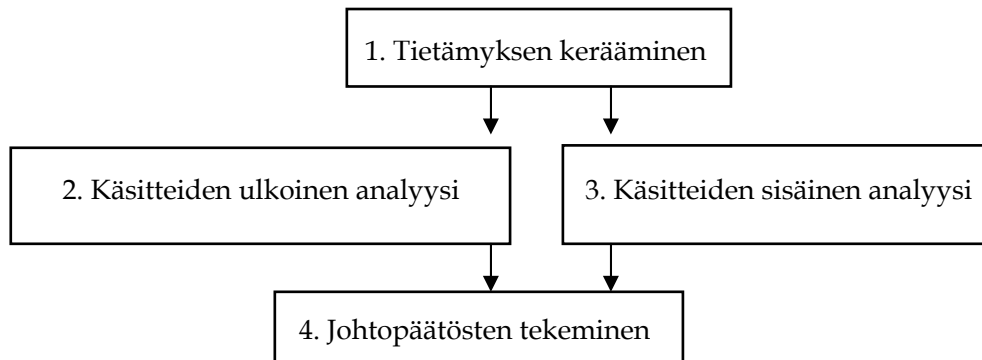 1. Tietämyksen kerääminen
2. Käsitteiden ulkoinen analyysi
3. Käsitteiden sisäinen analyysi
4. Johtopäätösten tekeminen